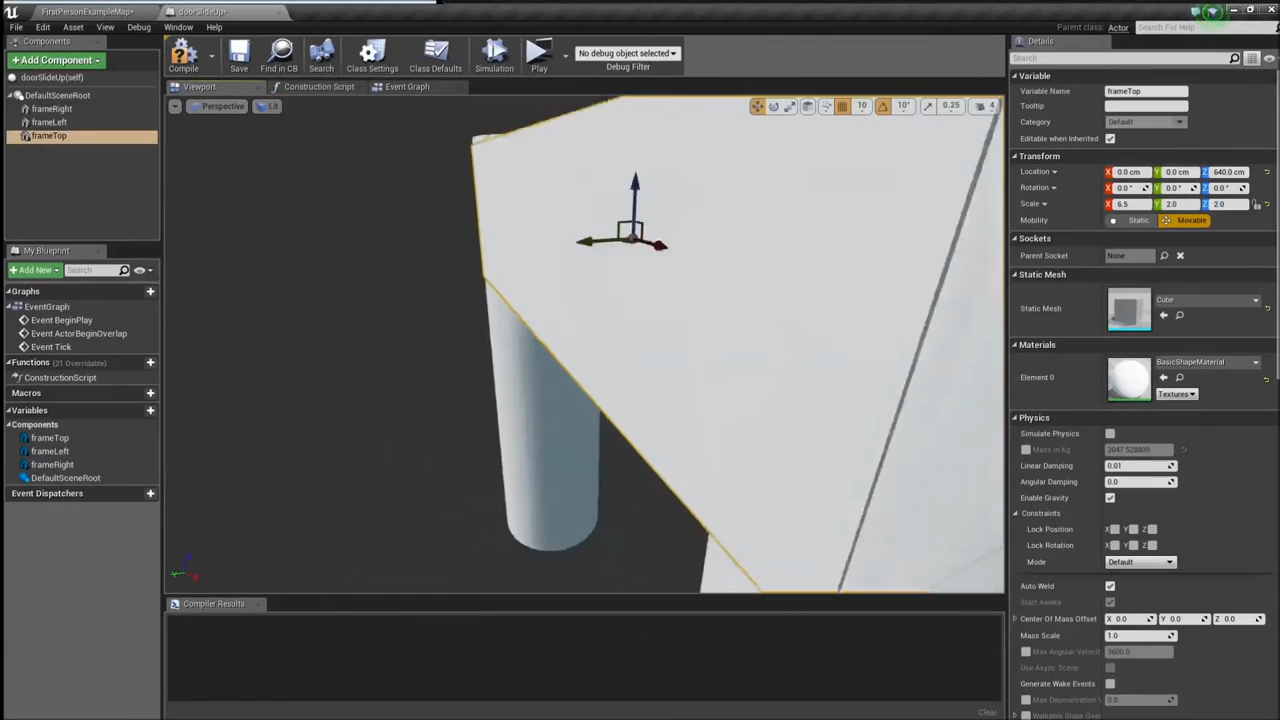 FirstPersonExampleMap*
doorSlideUp*
File Edit Asset View Debug Window Help
Parent class: Actor
Search For Help
Components
+ Add Component
doorSlideUp(self)
DefaultSceneRoot
frameRight
frameLeft
frameTop
Compile Save Find in CB Search Class Settings Class Defaults Simulation Play
No debug object selected
Debug Filter
Viewport Construction Script Event Graph
Perspective Lit
10 10° 0.25 4
My Blueprint
+ Add New Search
Graphs
EventGraph
Event BeginPlay
Event ActorBeginOverlap
Event Tick
Functions (21 Overridable)
ConstructionScript
Macros
Variables
Components
frameTop
frameLeft
frameRight
DefaultSceneRoot
Event Dispatchers
Compiler Results
Clear
Details
Search
Variable
Variable Name frameTop
Tooltip
Category Default
Editable when Inherited
Transform
Location X 0.0 cm Y 0.0 cm Z 640.0 cm
Rotation X 0.0 ° Y 0.0 ° Z 0.0 °
Scale X 6.5 Y 2.0 Z 2.0
Mobility Static Movable
Sockets
Parent Socket None
Static Mesh
Static Mesh Cube
Materials
Element 0 BasicShapeMaterial
Textures
Physics
Simulate Physics
Mass in Kg 2047.528809
Linear Damping 0.01
Angular Damping 0.0
Enable Gravity
Constraints
Lock Position X Y Z
Lock Rotation X Y Z
Mode Default
Auto Weld
Start Awake
Center Of Mass Offset X 0.0 Y 0.0 Z 0.0
Mass Scale 1.0
Max Angular Velocit 3600.0
Use Async Scene
Generate Wake Events
Max Depenetration V 0.0
Walkable Slope Over